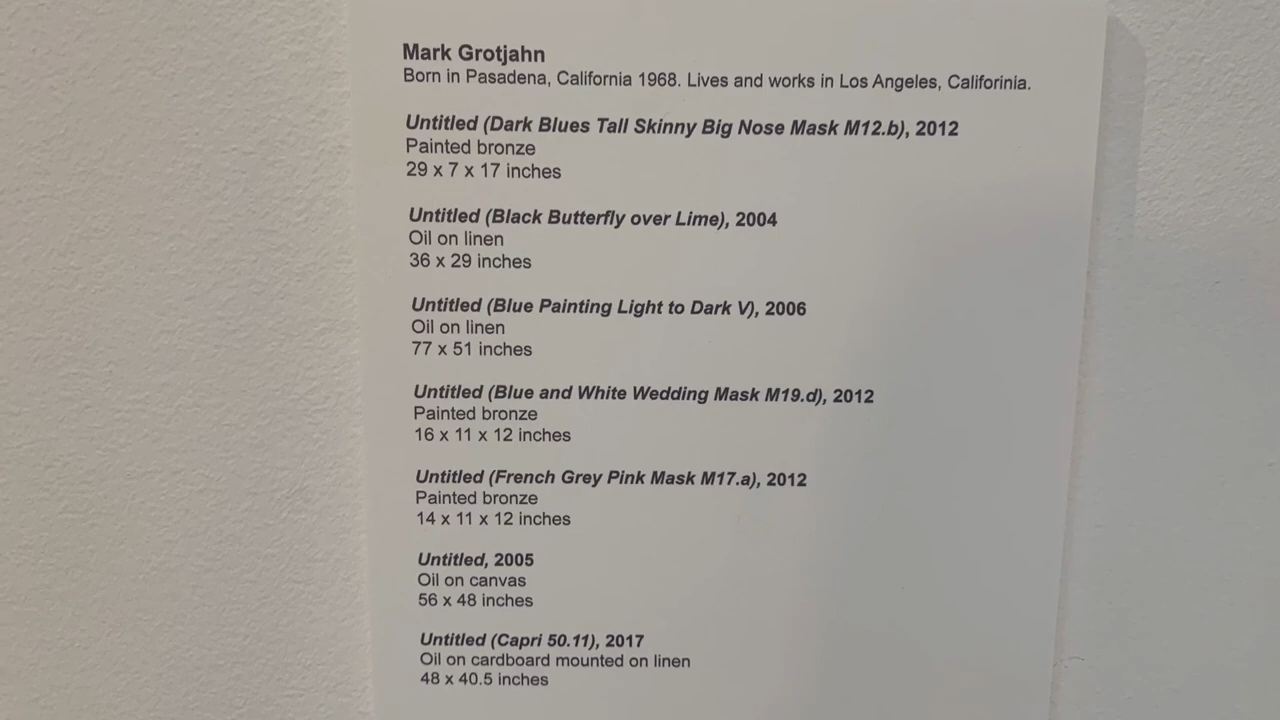 Mark Grotjahn
Born in Pasadena, California 1968. Lives and works in Los Angeles, Califorinia.
Untitled (Dark Blues Tall Skinny Big Nose Mask M12.b), 2012
Painted bronze
29 x 7 x 17 inches
Untitled (Black Butterfly over Lime), 2004
Oil on linen
36 x 29 inches
Untitled (Blue Painting Light to Dark V), 2006
Oil on linen
77 x 51 inches
Untitled (Blue and White Wedding Mask M19.d), 2012
Painted bronze
16 x 11 x 12 inches
Untitled (French Grey Pink Mask M17.a), 2012
Painted bronze
14 x 11 x 12 inches
Untitled, 2005
Oil on canvas
56 x 48 inches
Untitled (Capri 50.11), 2017
Oil on cardboard mounted on linen
48 x 40.5 inches